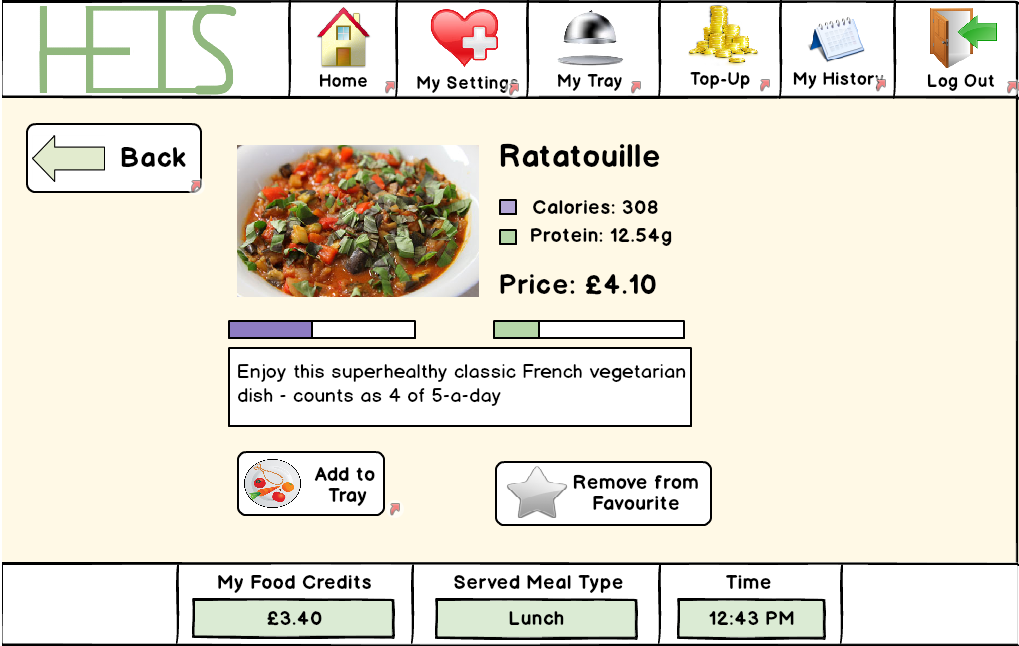 HETS
Home
My Settings
My Tray
Top-Up
My History
Log Out
Back
Ratatouille
Calories: 308
Protein: 12.54g
Price: £4.10
Enjoy this superhealthy classic French vegetarian
dish - counts as 4 of 5-a-day
Add to
Tray
Remove from
Favourite
My Food Credits
£3.40
Served Meal Type
Lunch
Time
12:43 PM